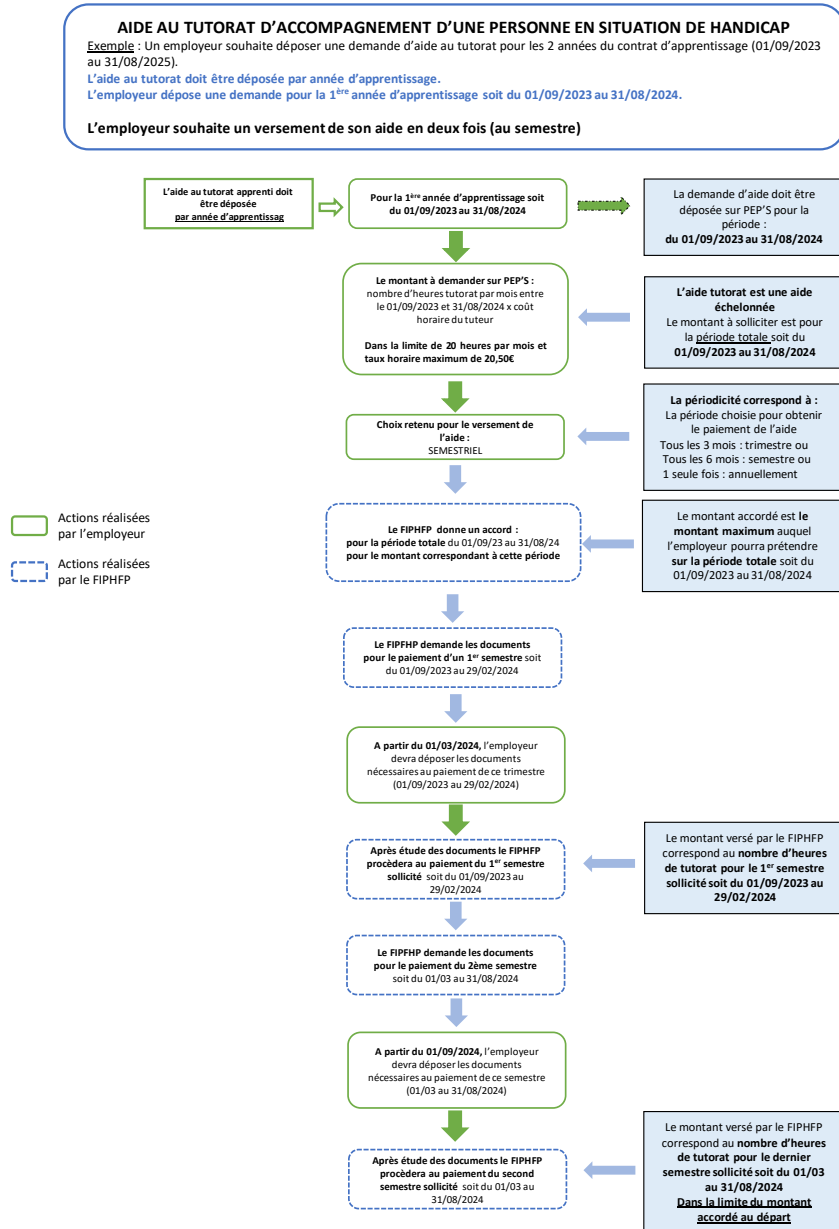 AIDE AU TUTORAT D’ACCOMPAGNEMENT D’UNE PERSONNE EN SITUATION DE HANDICAP
Exemple : Un employeur souhaite déposer une demande d’aide au tutorat pour les 2 années du contrat d’apprentissage (01/09/2023
au 31/08/2025).
L’aide au tutorat doit être déposée par année d’apprentissage.
L’employeur dépose une demande pour la 1ère année d’apprentissage soit du 01/09/2023 au 31/08/2024.
L’employeur souhaite un versement de son aide en deux fois (au semestre)
L’aide au tutorat apprenti doit
être déposée
par année d’apprentissag
Pour la 1ère année d’apprentissage soit
du 01/09/2023 au 31/08/2024
La demande d’aide doit être
déposée sur PEP’S pour la
période :
du 01/09/2023 au 31/08/2024
Le montant à demander sur PEP’S :
nombre d’heures tutorat par mois entre
le 01/09/2023 et 31/08/2024 x coût
horaire du tuteur
Dans la limite de 20 heures par mois et
taux horaire maximum de 20,50€
L’aide tutorat est une aide
échelonnée
Le montant à solliciter est pour
la période totale soit du
01/09/2023 au 31/08/2024
Choix retenu pour le versement de
l’aide :
SEMESTRIEL
La périodicité correspond à :
La période choisie pour obtenir
le paiement de l’aide
Tous les 3 mois : trimestre ou
Tous les 6 mois : semestre ou
1 seule fois : annuellement
Actions réalisées
par l’employeur
Actions réalisées
par le FIPHFP
Le FIPHFP donne un accord :
pour la période totale du 01/09/23 au 31/08/24
pour le montant correspondant à cette période
Le montant accordé est le
montant maximum auquel
l’employeur pourra prétendre
sur la période totale soit du
01/09/2023 au 31/08/2024
Le FIPFHP demande les documents
pour le paiement d’un 1er semestre soit
du 01/09/2023 au 29/02/2024
A partir du 01/03/2024, l’employeur
devra déposer les documents
nécessaires au paiement de ce trimestre
(01/09/2023 au 29/02/2024)
Après étude des documents le FIPHFP
procèdera au paiement du 1er semestre
sollicité soit du 01/09/2023 au
29/02/2024
Le montant versé par le FIPHFP
correspond au nombre d’heures
de tutorat pour le 1er semestre
sollicité soit du 01/09/2023 au
29/02/2024
Le FIPFHP demande les documents
pour le paiement du 2ème semestre
soit du 01/03 au 31/08/2024
A partir du 01/09/2024, l’employeur
devra déposer les documents
nécessaires au paiement de ce semestre
(01/03 au 31/08/2024)
Après étude des documents le FIPHFP
procèdera au paiement du second
semestre sollicité soit du 01/03 au
31/08/2024
Le montant versé par le FIPHFP
correspond au nombre d’heures
de tutorat pour le dernier
semestre sollicité soit du 01/03
au 31/08/2024
Dans la limite du montant
accordé au départ